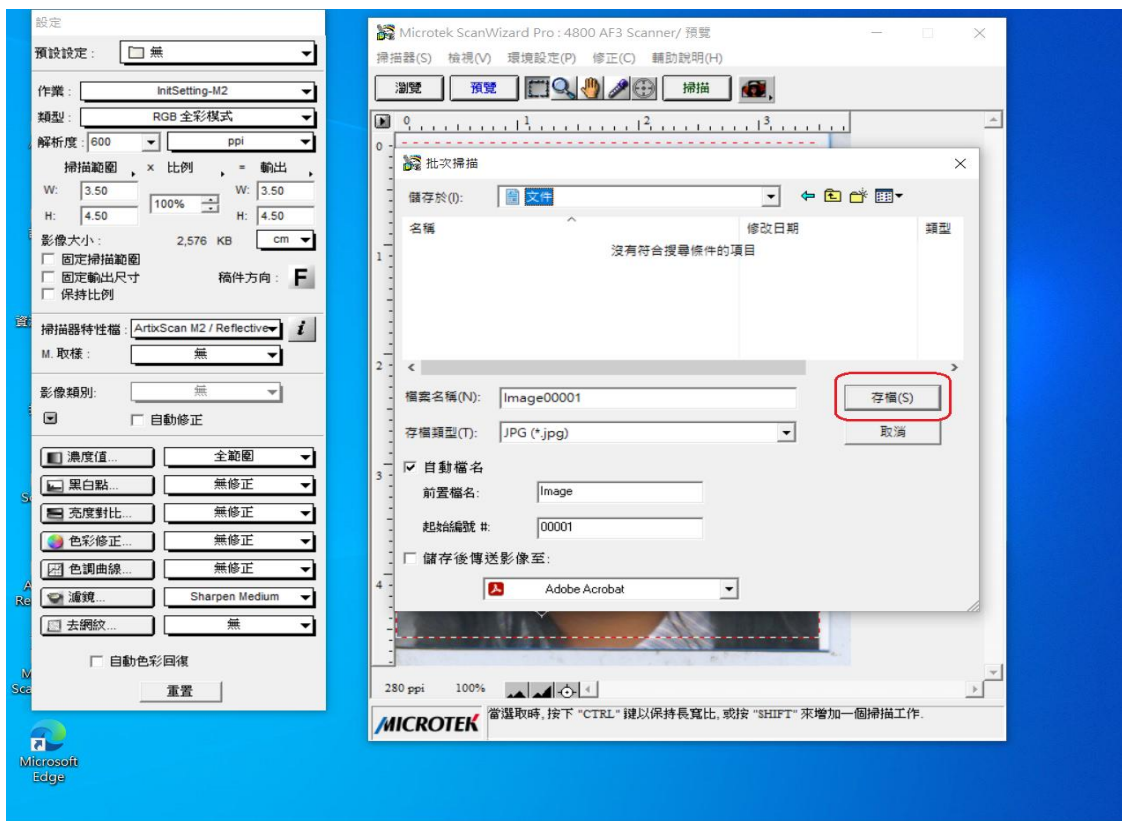 設定
預設設定: 無
作業: InitSetting-M2
類型: RGB 全彩模式
解析度: 600 ppi
掃描範圍 × 比例 = 輸出
W: 3.50 100% W: 3.50
H: 4.50 H: 4.50
影像大小: 2,576 KB cm
固定掃描範圍
固定輸出尺寸 稿件方向: F
保持比例
掃描器特性檔: ArtixScan M2 / Reflective i
M. 取樣: 無
影像類別: 無
自動修正
濃度值... 全範圍
黑白點... 無修正
亮度對比... 無修正
色彩修正... 無修正
色調曲線... 無修正
濾鏡... Sharpen Medium
去網紋... 無
自動色彩回復
重置
Microsoft
Edge
Microtek ScanWizard Pro : 4800 AF3 Scanner/ 預覽
掃描器(S) 檢視(V) 環境設定(P) 修正(C) 輔助說明(H)
瀏覽 預覽 掃描
0 1 2 3
0
1
2
3
4
批次掃描
儲存於(I): 文件
名稱 修改日期 類型
沒有符合搜尋條件的項目
檔案名稱(N): Image00001 存檔(S)
存檔類型(T): JPG (*.jpg) 取消
自動檔名
前置檔名: Image
起始編號 #: 00001
儲存後傳送影像至:
Adobe Acrobat
280 ppi 100%
MICROTEK 當選取時, 按下 "CTRL" 鍵以保持長寬比, 或按 "SHIFT" 來增加一個掃描工作.